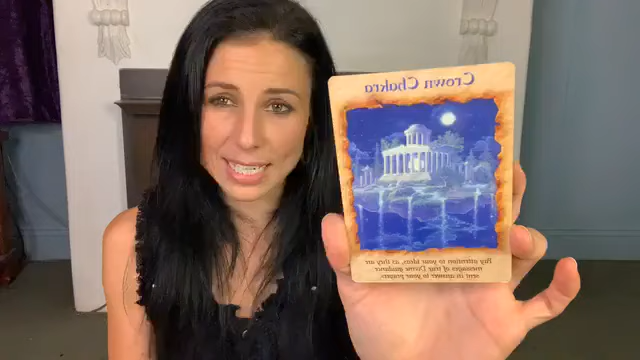 Crown Chakra
Pay attention to your ideas, as they are
messages of true Divine guidance
sent in answer to your prayers.